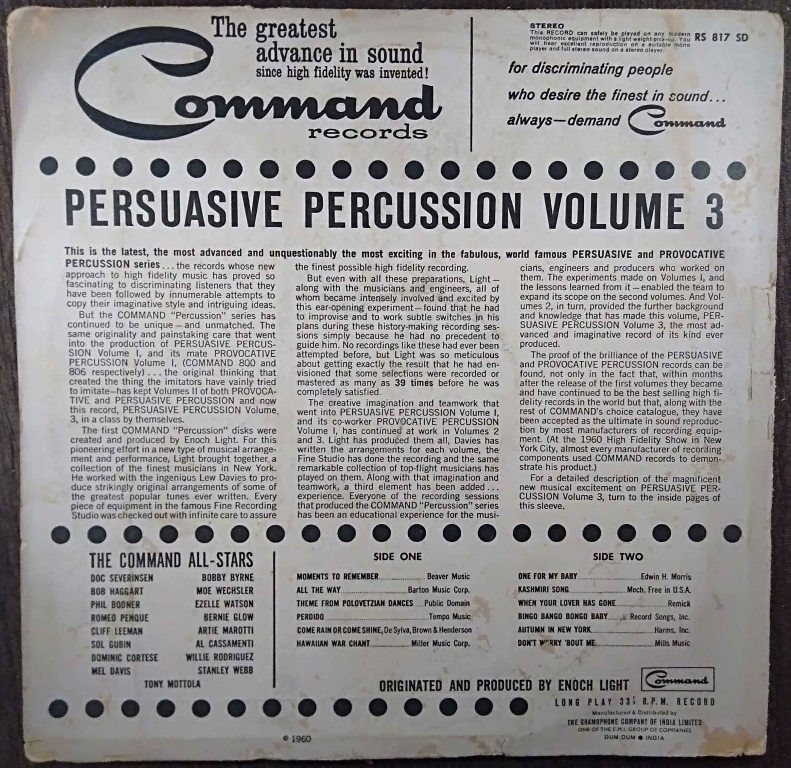 The greatest
advance in sound
since high fidelity was invented!
Command
records
STEREO
This RECORD can safely be played on any modern
monophonic equipment with a light weight pick-up. You
will hear excellent reproduction on a suitable mono
player and full stereo sound on a stereo player.
RS 817 SD
for discriminating people
who desire the finest in sound...
always—demand Command
PERSUASIVE PERCUSSION VOLUME 3
This is the latest, the most advanced and unquestionably the most exciting in the fabulous, world famous PERSUASIVE and PROVOCATIVE
PERCUSSION series... the records whose new
approach to high fidelity music has proved so
fascinating to discriminating listeners that they
have been followed by innumerable attempts to
copy their imaginative style and intriguing ideas.
But the COMMAND "Percussion" series has
continued to be unique—and unmatched. The
same originality and painstaking care that went
into the production of PERSUASIVE PERCUS-
SION Volume I, and its mate PROVOCATIVE
PERCUSSION Volume I, (COMMAND 800 and
806 respectively)... the original thinking that
created the thing the imitators have vainly tried
to imitate—has kept Volumes II of both PROVOCA-
TIVE and PERSUASIVE PERCUSSION and now
this record, PERSUASIVE PERCUSSION Volume,
3, in a class by themselves.
The first COMMAND "Percussion" disks were
created and produced by Enoch Light. For this
pioneering effort in a new type of musical arrange-
ment and performance, Light brought together a
collection of the finest musicians in New York.
He worked with the ingenious Lew Davies to pro-
duce strikingly original arrangements of some of
the greatest popular tunes ever written. Every
piece of equipment in the famous Fine Recording
Studio was checked out with infinite care to assure
the finest possible high fidelity recording.
But even with all these preparations, Light—
along with the musicians and engineers, all of
whom became intensely involved and excited by
this ear-opening experiment—found that he had
to improvise and to work subtle switches in his
plans during these history-making recording ses-
sions simply because he had no precedent to
guide him. No recordings like these had ever been
attempted before, but Light was so meticulous
about getting exactly the result that he had en-
visioned that some selections were recorded or
mastered as many as 39 times before he was
completely satisfied.
The creative imagination and teamwork that
went into PERSUASIVE PERCUSSION Volume I,
and its co-worker PROVOCATIVE PERCUSSION
Volume I, has continued at work in Volumes 2
and 3. Light has produced them all, Davies has
written the arrangements for each volume, the
Fine Studio has done the recording and the same
remarkable collection of top-flight musicians has
played on them. Along with that imagination and
teamwork, a third element has been added...
experience. Everyone of the recording sessions
that produced the COMMAND "Percussion" series
has been an educational experience for the musi-
cians, engineers and producers who worked on
them. The experiments made on Volumes I, and
the lessons learned from it—enabled the team to
expand its scope on the second volumes. And Vol-
umes 2, in turn, provided the further background
and knowledge that has made this volume, PER-
SUASIVE PERCUSSION Volume 3, the most ad-
vanced and imaginative record of its kind ever
produced.
The proof of the brilliance of the PERSUASIVE
and PROVOCATIVE PERCUSSION records can be
found, not only in the fact that, within months
after the release of the first volumes they became
and have continued to be the best selling high fi-
delity records in the world but that, along with the
rest of COMMAND's choice catalogue, they have
been accepted as the ultimate in sound reproduc-
tion by most manufacturers of recording equip-
ment. (At the 1960 High Fidelity Show in New
York City, almost every manufacturer of recording
components used COMMAND records to demon-
strate his product.)
For a detailed description of the magnificent
new musical excitement on PERSUASIVE PER-
CUSSION Volume 3, turn to the inside pages of
this sleeve.
THE COMMAND ALL-STARS
DOC SEVERINSEN BOBBY BYRNE
BOB HAGGART MOE WECHSLER
PHIL BODNER EZELLE WATSON
ROMEO PENQUE BERNIE GLOW
CLIFF LEEMAN ARTIE MAROTTI
SOL GUBIN AL CASSAMENTI
DOMINIC CORTESE WILLIE RODRIGUEZ
MEL DAVIS STANLEY WEBB
TONY MOTTOLA
SIDE ONE
MOMENTS TO REMEMBER Beaver Music
ALL THE WAY Barton Music Corp.
THEME FROM POLOVETZIAN DANCES Public Domain
PERDIDO Tempo Music
COME RAIN OR COME SHINE, De Sylva, Brown & Henderson
HAWAIIAN WAR CHANT Miller Music Corp.
SIDE TWO
ONE FOR MY BABY Edwin H. Morris
KASHMIRI SONG Mech. Free in U.S.A.
WHEN YOUR LOVER HAS GONE Remick
BINGO BANGO BONGO BABY Record Songs, Inc.
AUTUMN IN NEW YORK Harms, Inc.
DON'T WORRY 'BOUT ME Mills Music
ORIGINATED AND PRODUCED BY ENOCH LIGHT Command
LONG PLAY 33⅓ R.P.M. RECORD
Manufactured & Distributed by
THE GRAMOPHONE COMPANY OF INDIA LIMITED
ONE OF THE E.M.I. GROUP OF COMPANIES
DUM DUM • INDIA
© 1960